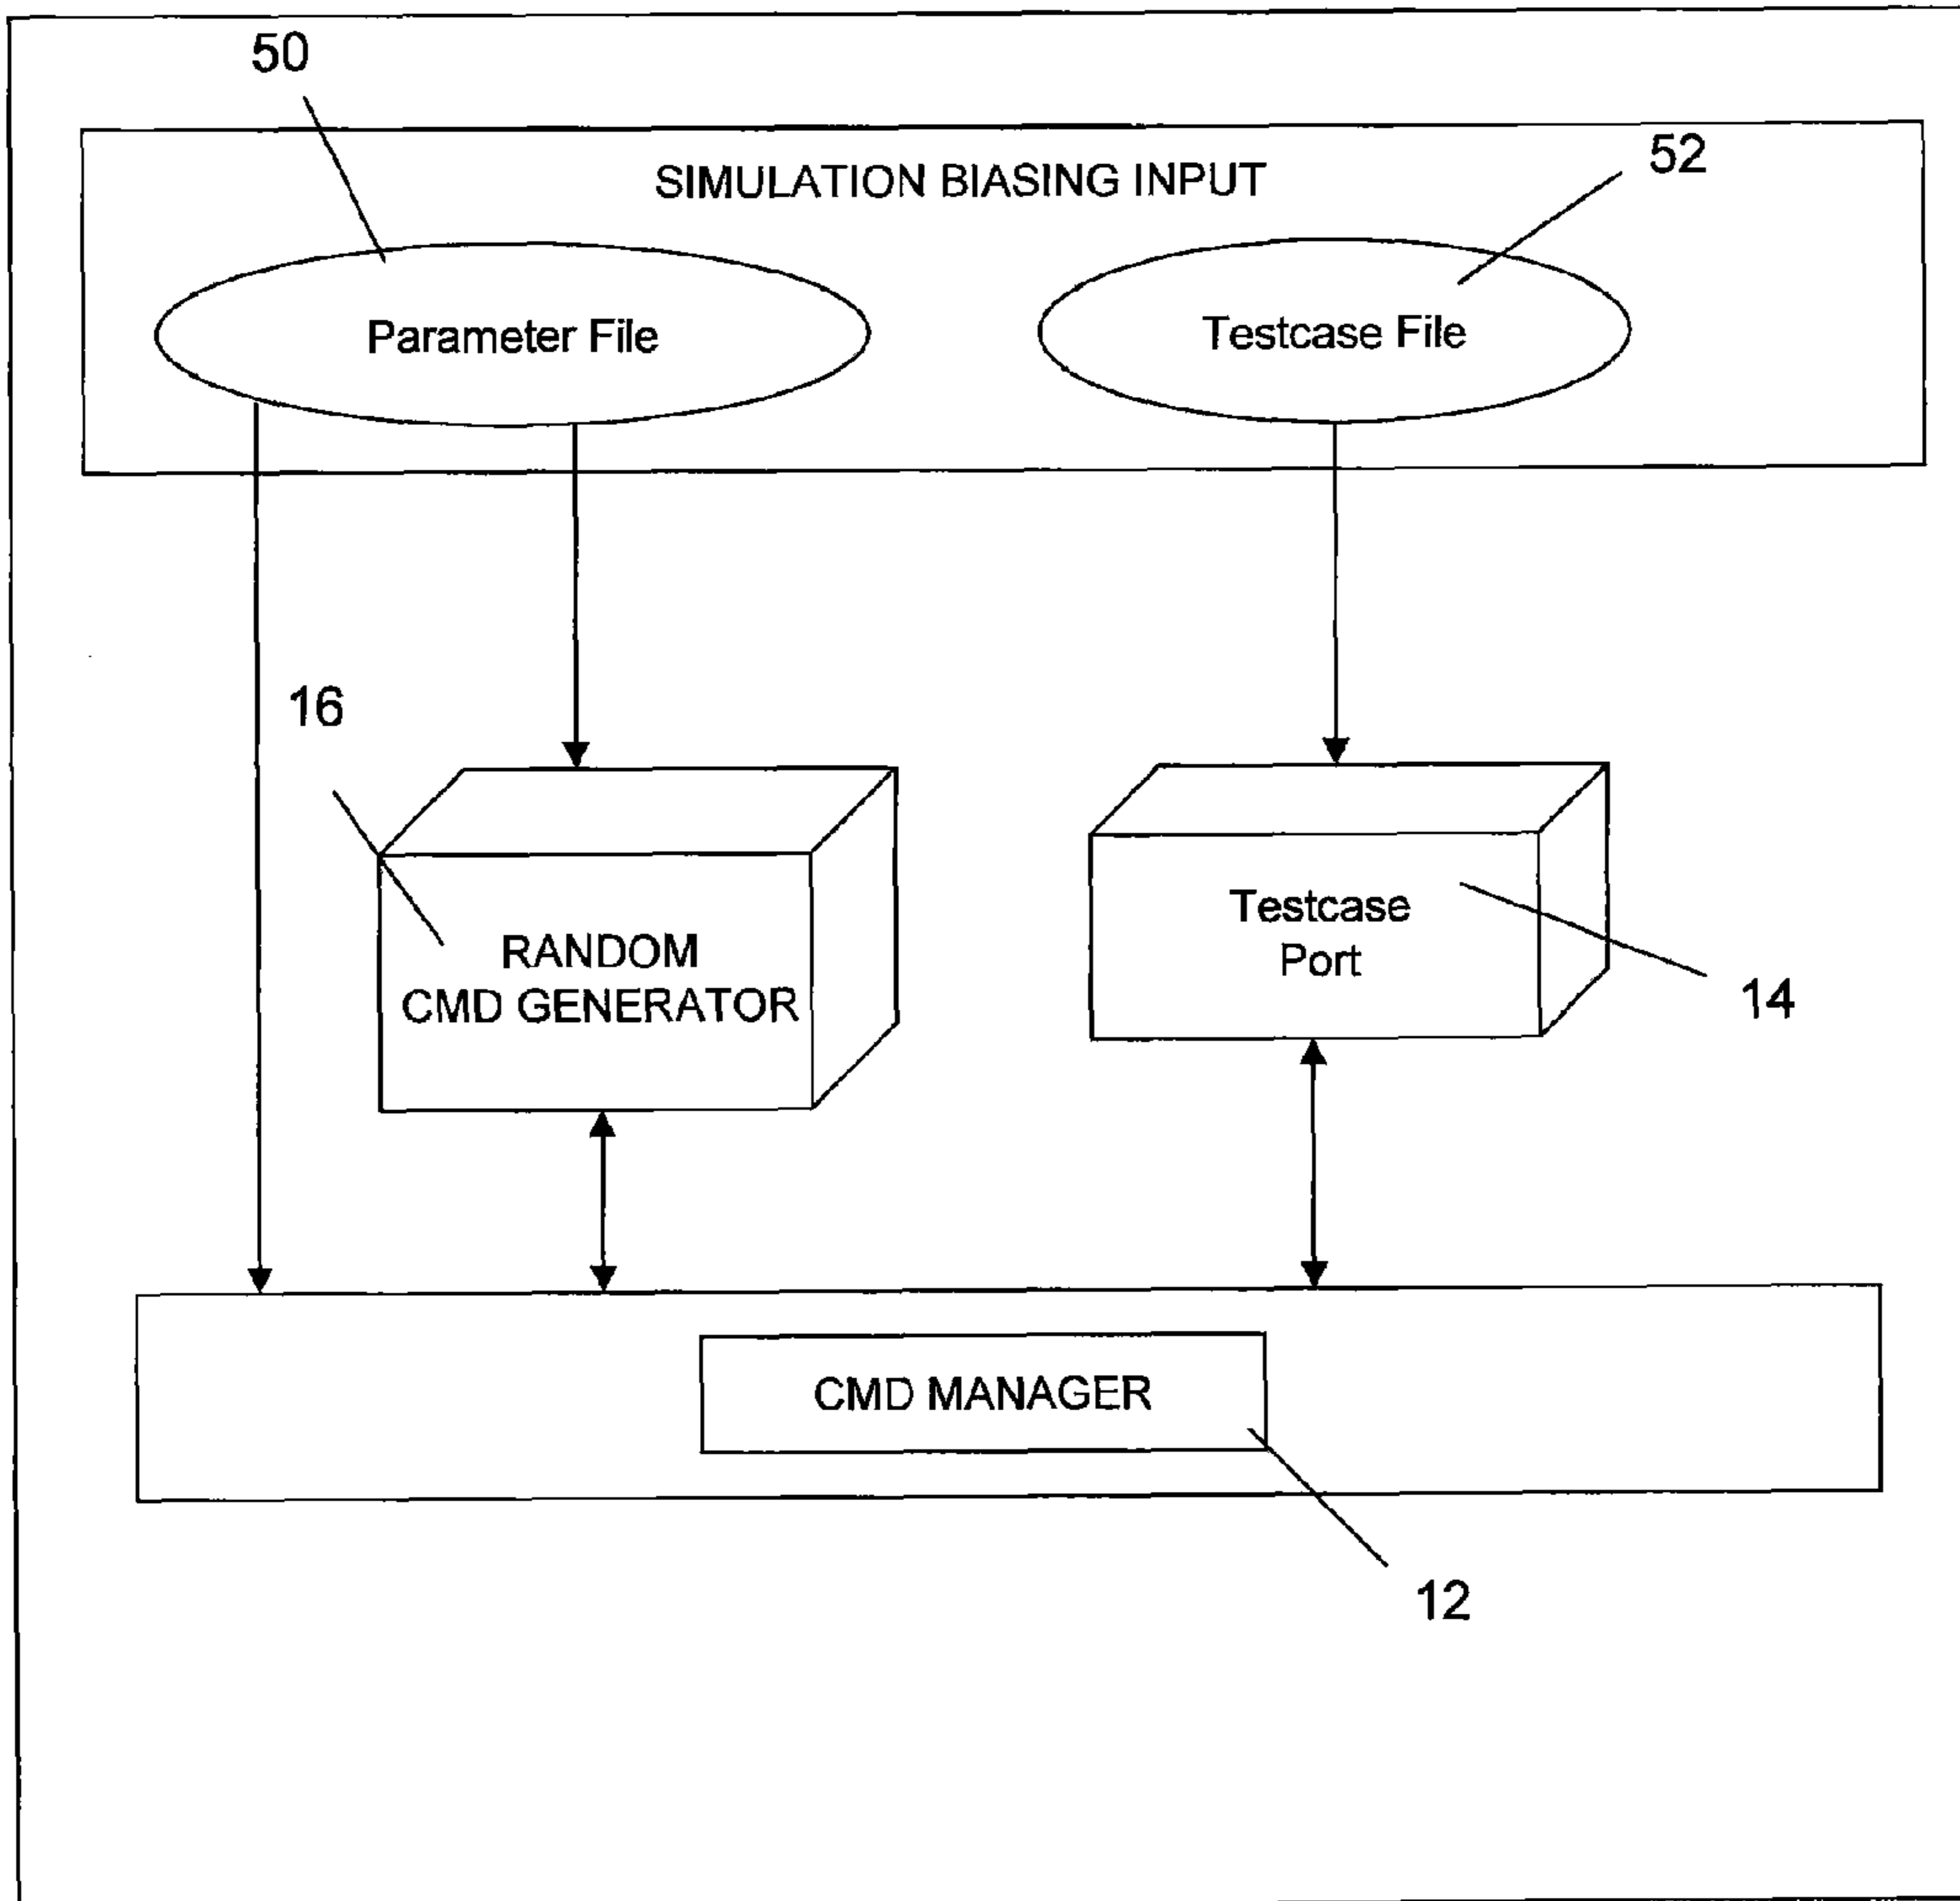 50
SIMULATION BIASING INPUT
52
Parameter File
Testcase File
16
RANDOM
CMD GENERATOR
Testcase
Port
14
CMD MANAGER
12